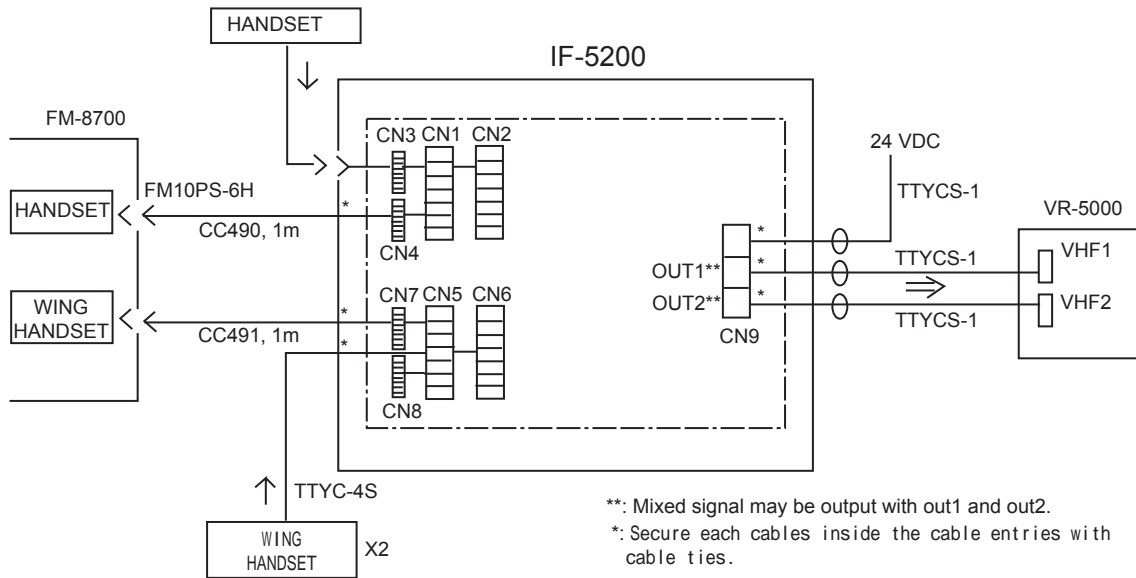 HANDSET
IF-5200
FM-8700
CN3 CN1 CN2
24 VDC
FM10PS-6H
HANDSET
TTYCS-1
VR-5000
*
CC490, 1m
CN4
*
VHF1
TTYCS-1
OUT1**
*
OUT2**
*
VHF2
TTYCS-1
CN9
CN7 CN5 CN6
WING
HANDSET
*
CC491, 1m
*
CN8
TTYC-4S
WING
HANDSET
X2
**: Mixed signal may be output with out1 and out2.
*: Secure each cables inside the cable entries with
cable ties.